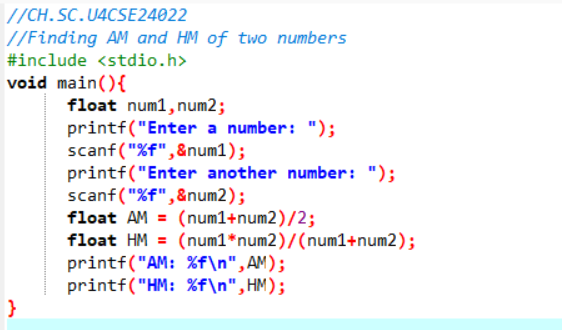 //CH.SC.U4CSE24022
//Finding AM and HM of two numbers
#include <stdio.h>
void main(){
float num1,num2;
printf("Enter a number: ");
scanf("%f",&num1);
printf("Enter another number: ");
scanf("%f",&num2);
float AM = (num1+num2)/2;
float HM = (num1*num2)/(num1+num2);
printf("AM: %f\n",AM);
printf("HM: %f\n",HM);
}